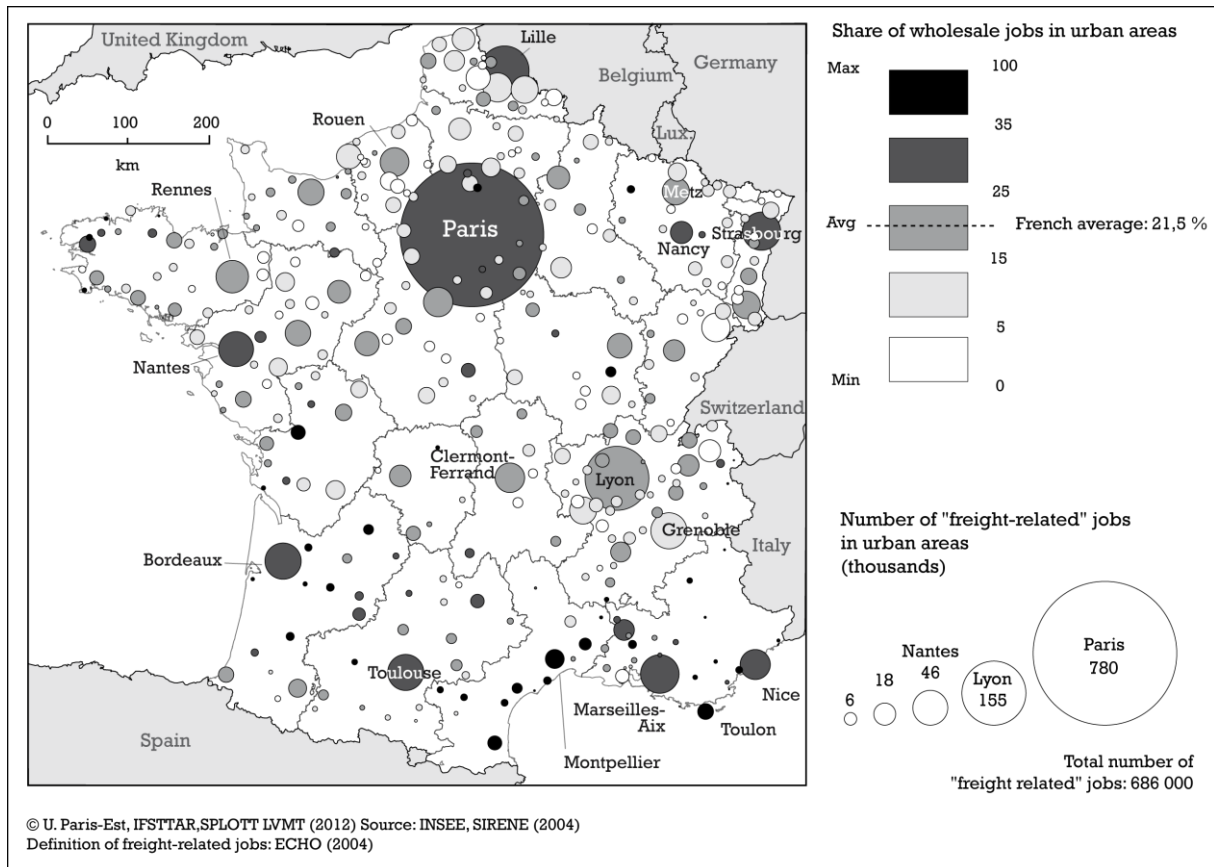 United Kingdom
Lille
Belgium
Germany
Lux.
0 100 200
km
Rouen
Rennes
Metz
Paris
Nancy
Strasbourg
Nantes
Switzerland
Clermont-
Ferrand
Lyon
Grenoble
Italy
Bordeaux
Toulouse
Marseilles-
Aix
Nice
Toulon
Montpellier
Spain
Share of wholesale jobs in urban areas
Max
100
35
25
Avg
French average: 21,5 %
15
5
Min
0
Number of "freight-related" jobs
in urban areas
(thousands)
6
18
Nantes
46
Lyon
155
Paris
780
Total number of
"freight related" jobs: 686 000
© U. Paris-Est, IFSTTAR,SPLOTT LVMT (2012) Source: INSEE, SIRENE (2004)
Definition of freight-related jobs: ECHO (2004)